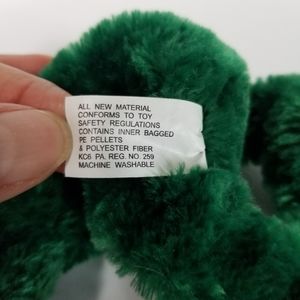 ALL NEW MATERIAL
CONFORMS TO TOY
SAFETY REGULATIONS
CONTAINS INNER BAGGED
PE PELLETS
& POLYESTER FIBER
KC6 PA. REG. NO. 259
MACHINE WASHABLE